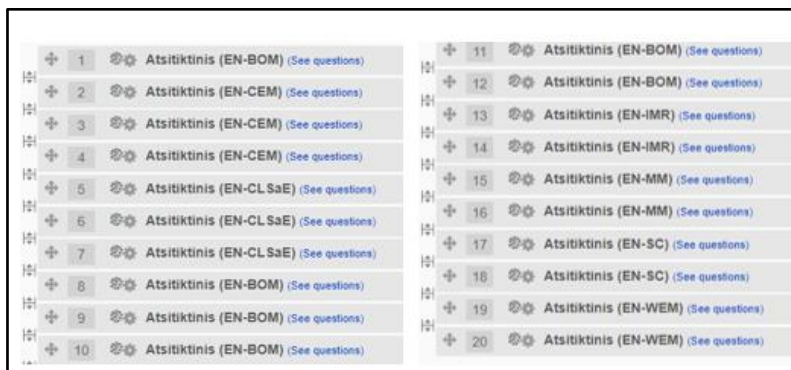 1 Atsitiktinis (EN-BOM) (See questions)
2 Atsitiktinis (EN-CEM) (See questions)
3 Atsitiktinis (EN-CEM) (See questions)
4 Atsitiktinis (EN-CEM) (See questions)
5 Atsitiktinis (EN-CLSaE) (See questions)
6 Atsitiktinis (EN-CLSaE) (See questions)
7 Atsitiktinis (EN-CLSaE) (See questions)
8 Atsitiktinis (EN-BOM) (See questions)
9 Atsitiktinis (EN-BOM) (See questions)
10 Atsitiktinis (EN-BOM) (See questions)
11 Atsitiktinis (EN-BOM) (See questions)
12 Atsitiktinis (EN-BOM) (See questions)
13 Atsitiktinis (EN-IMR) (See questions)
14 Atsitiktinis (EN-IMR) (See questions)
15 Atsitiktinis (EN-MM) (See questions)
16 Atsitiktinis (EN-MM) (See questions)
17 Atsitiktinis (EN-SC) (See questions)
18 Atsitiktinis (EN-SC) (See questions)
19 Atsitiktinis (EN-WEM) (See questions)
20 Atsitiktinis (EN-WEM) (See questions)